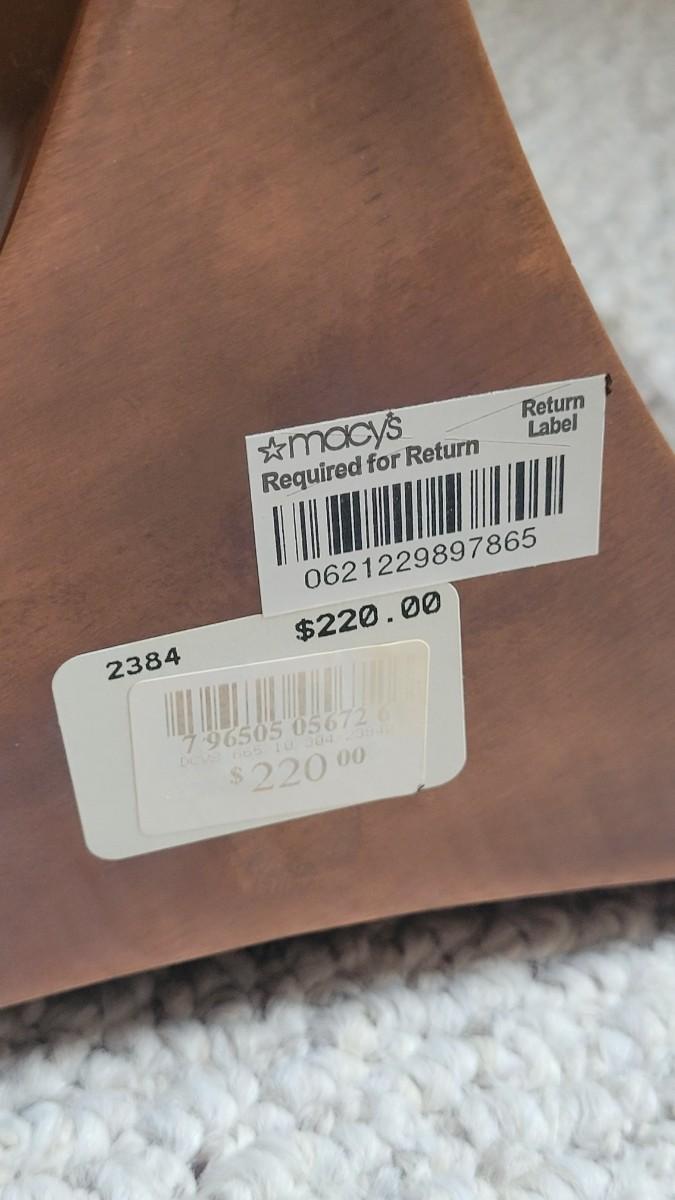 macy's
Return
Label
Required for Return
0621229897865
$220.00
2384
7 96505 05672 6
$220 00